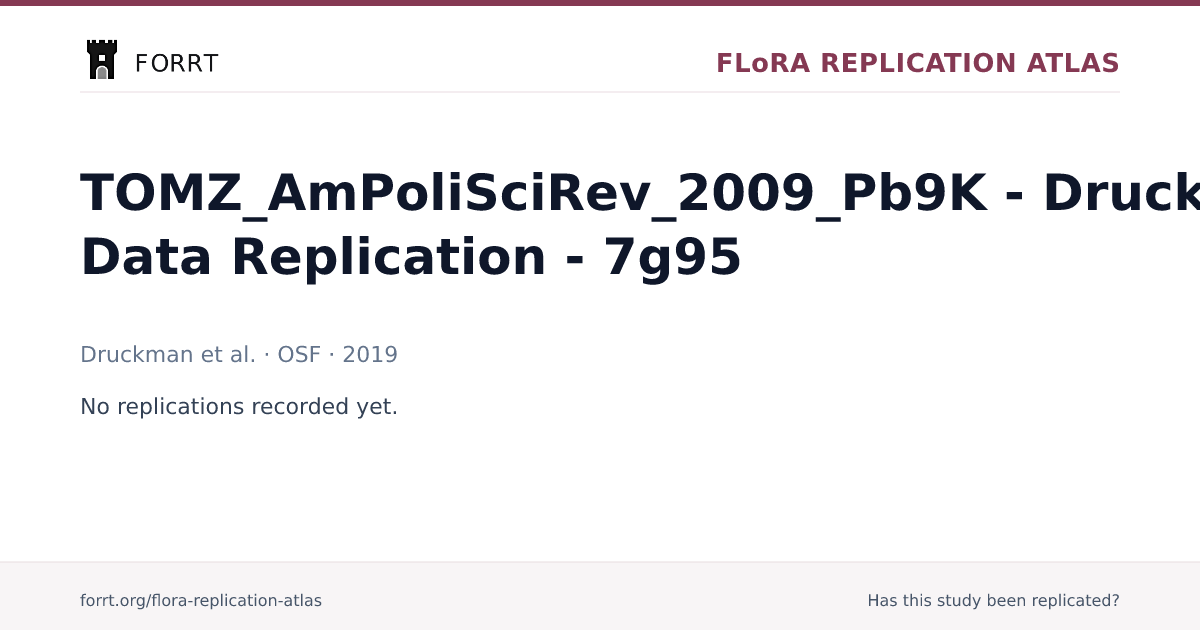 FORRT
FLoRA REPLICATION ATLAS
TOMZ_AmPoliSciRev_2009_Pb9K - Druck
Data Replication - 7g95
Druckman et al. · OSF · 2019
No replications recorded yet.
forrt.org/flora-replication-atlas
Has this study been replicated?